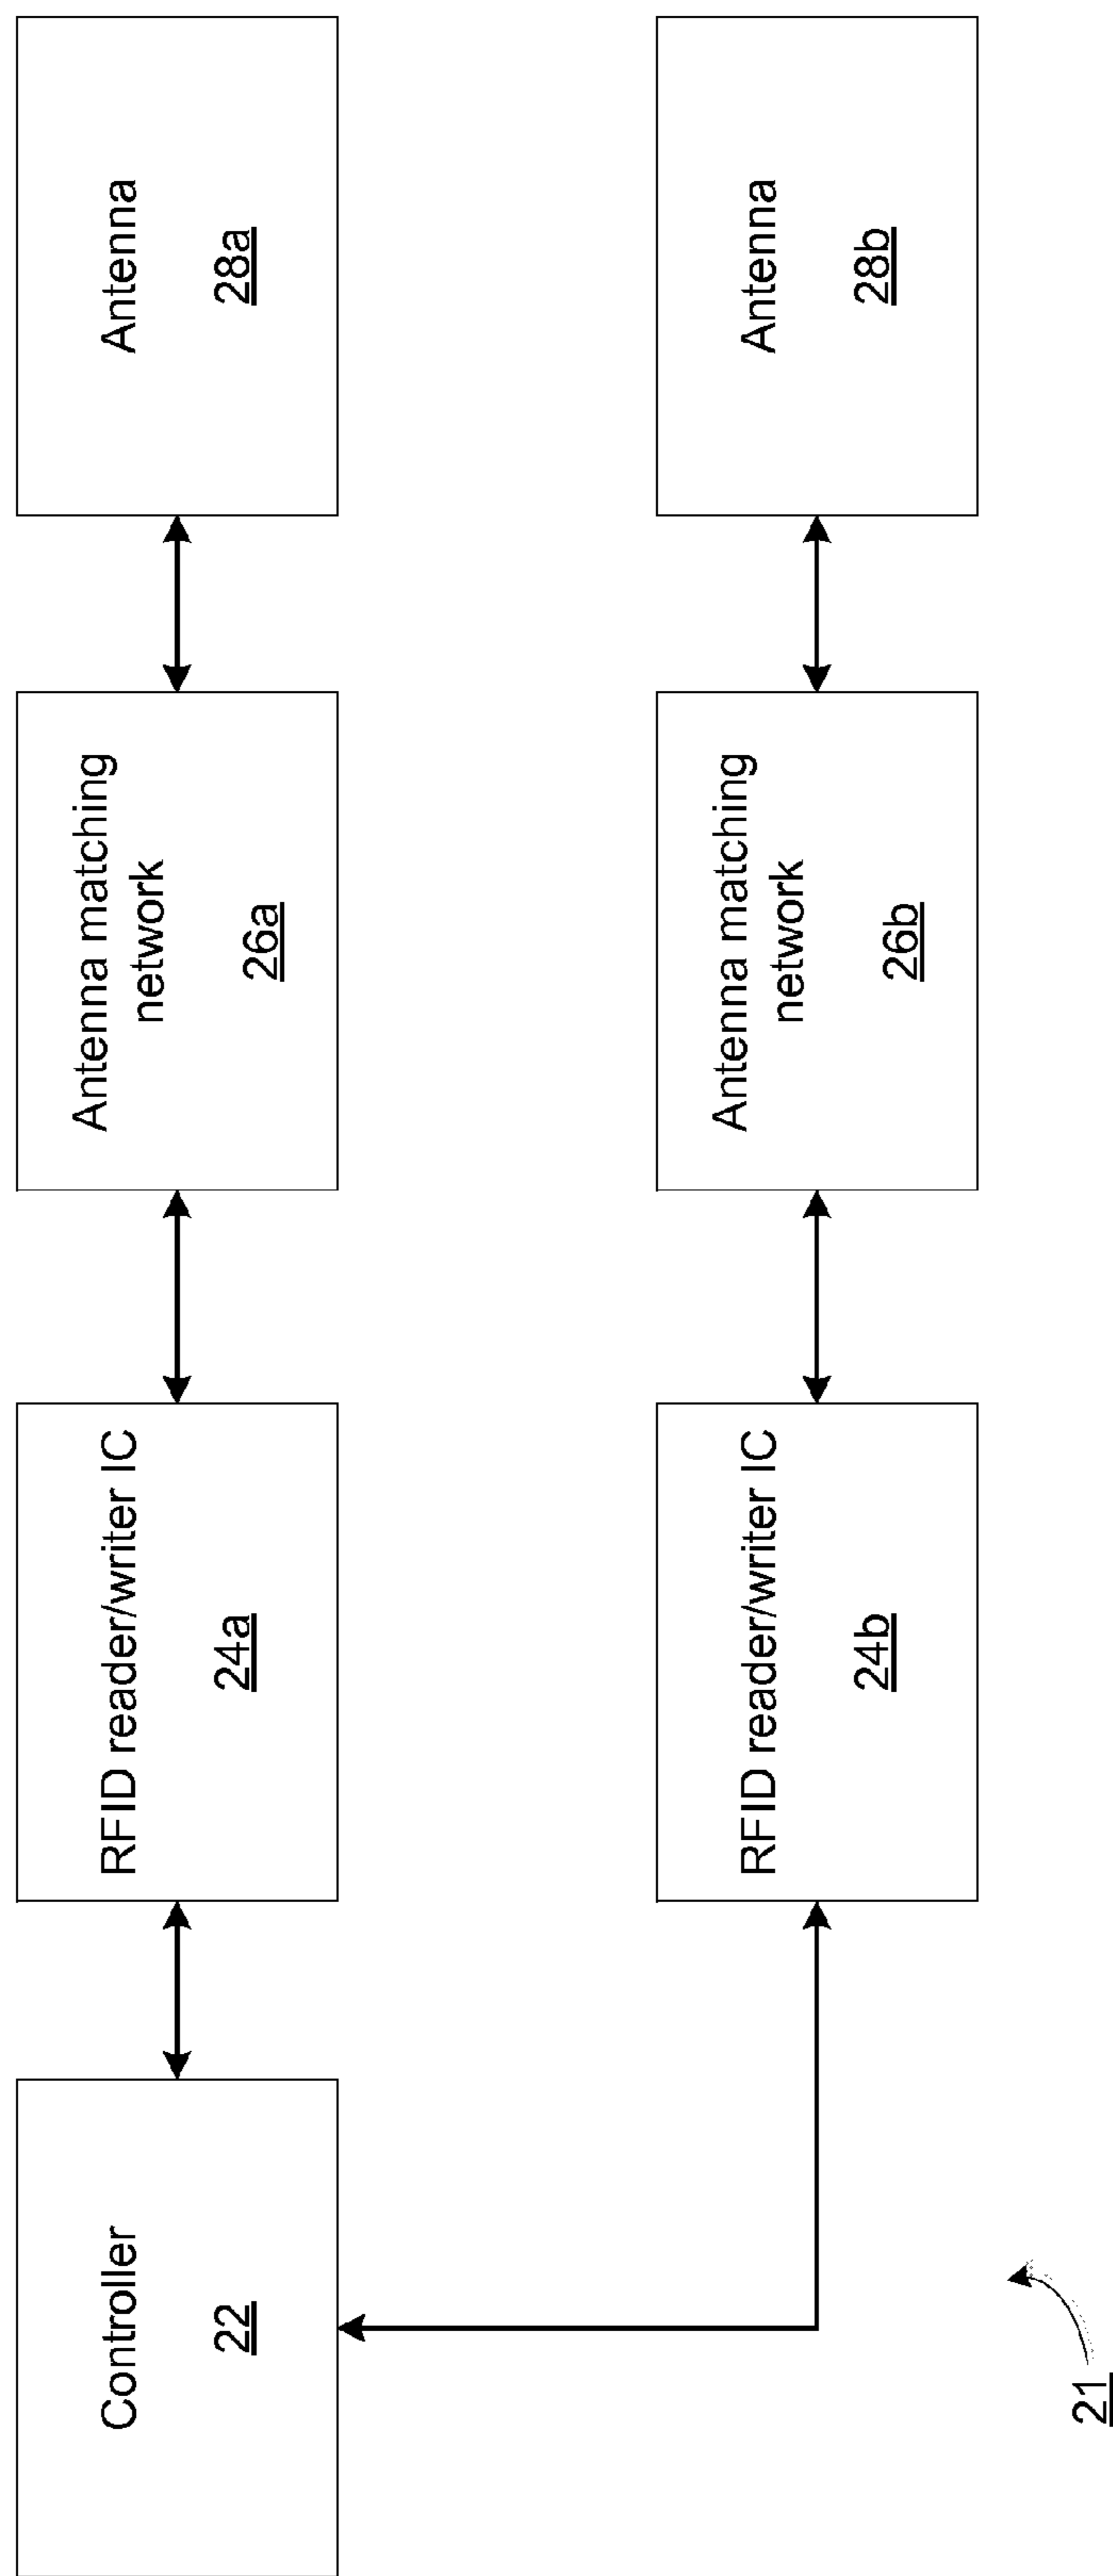 Controller
22
RFID reader/writer IC
24a
Antenna matching
network
26a
Antenna
28a
RFID reader/writer IC
24b
Antenna matching
network
26b
Antenna
28b
21